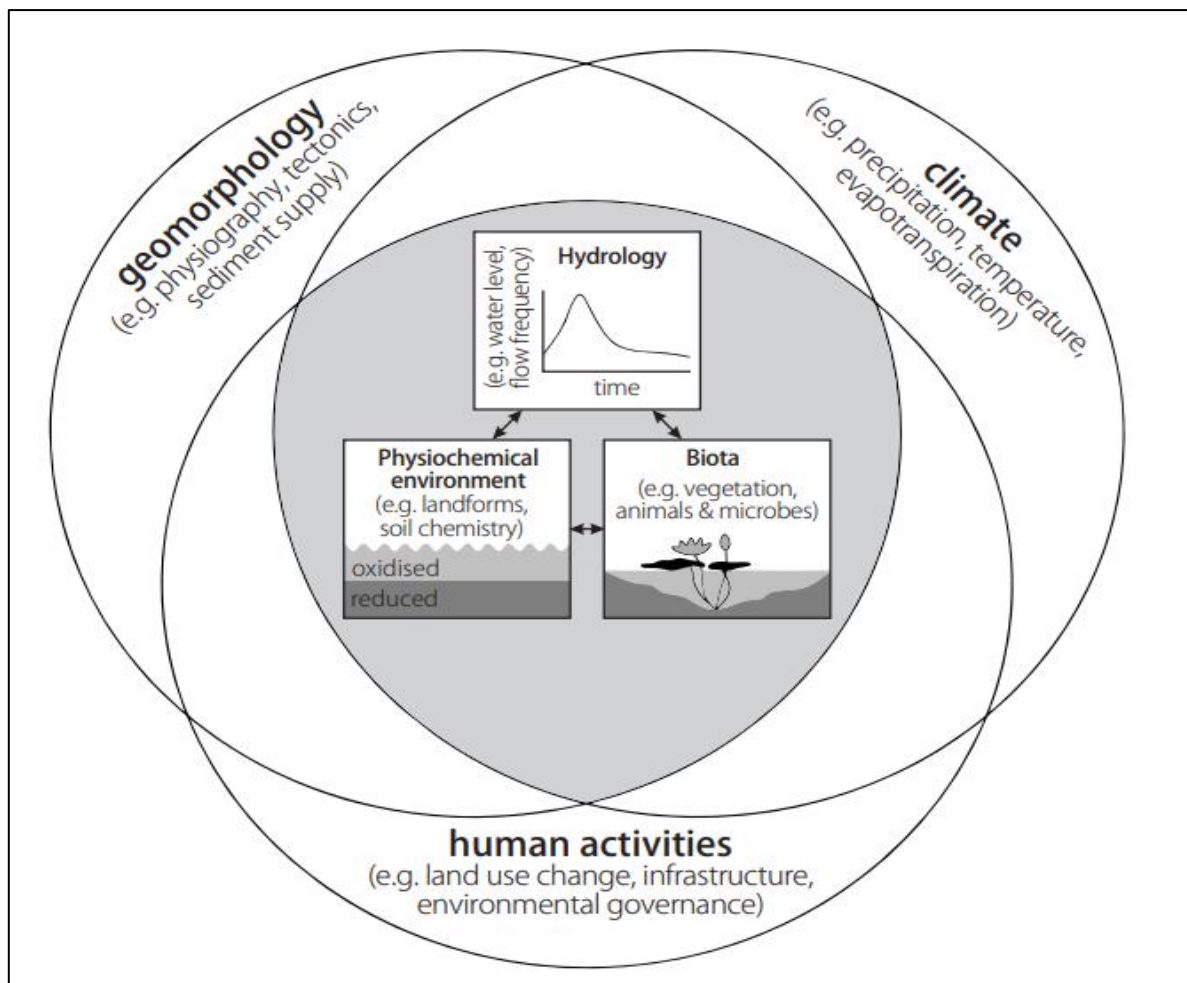 geomorphology
(e.g. physiography, tectonics,
sediment supply)
climate
(e.g. precipitation, temperature,
evapotranspiration)
Hydrology
(e.g. water level,
flow frequency)
time
Physiochemical
environment
(e.g. landforms,
soil chemistry)
oxidised
reduced
Biota
(e.g. vegetation,
animals & microbes)
human activities
(e.g. land use change, infrastructure,
environmental governance)